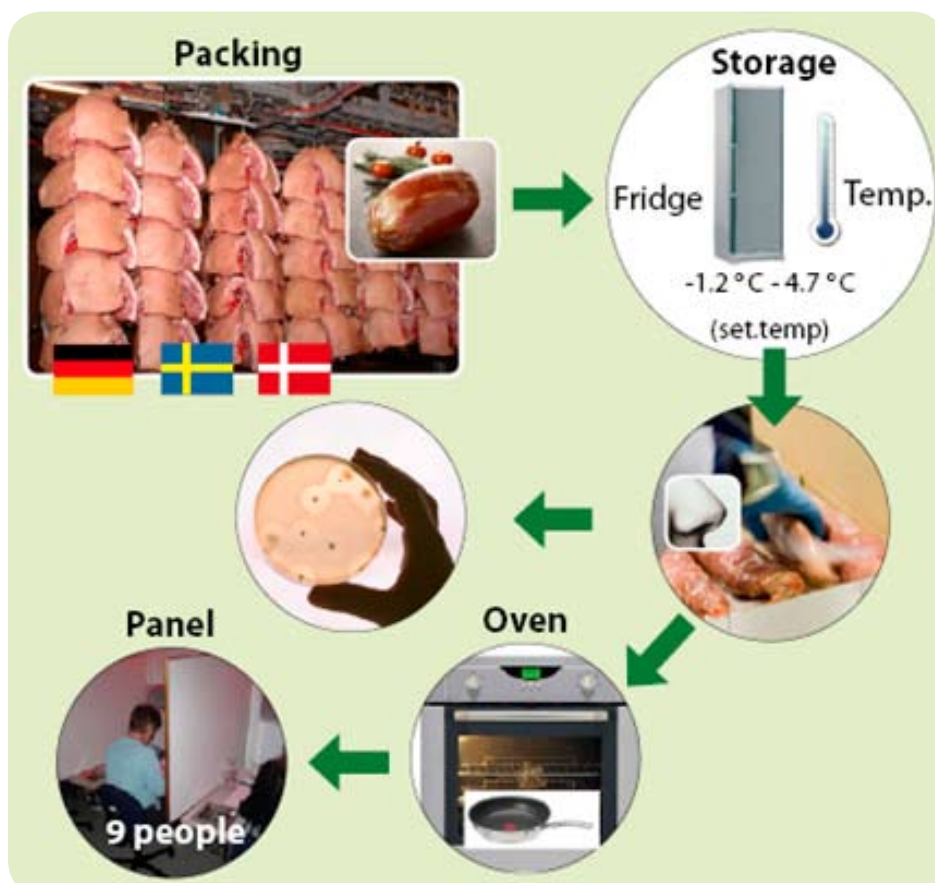 Packing
Storage
Fridge
Temp.
-1.2 °C - 4.7 °C
(set.temp)
Panel
Oven
9 people